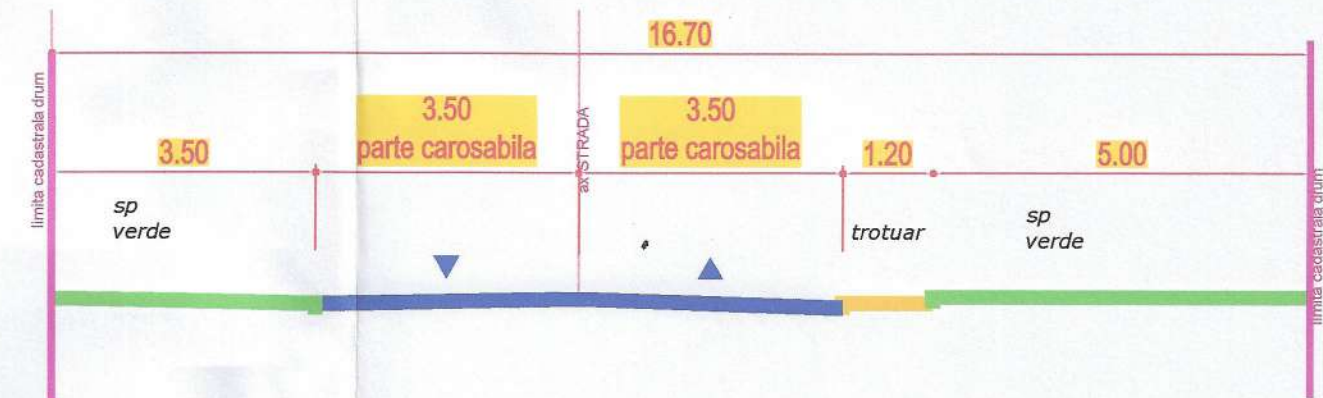 16.70
limita cadastrala drum
3.50
3.50
parte carosabila
ax STRADA
3.50
parte carosabila
1.20
5.00
limita cadastrala drum
sp
verde
trotuar
sp
verde